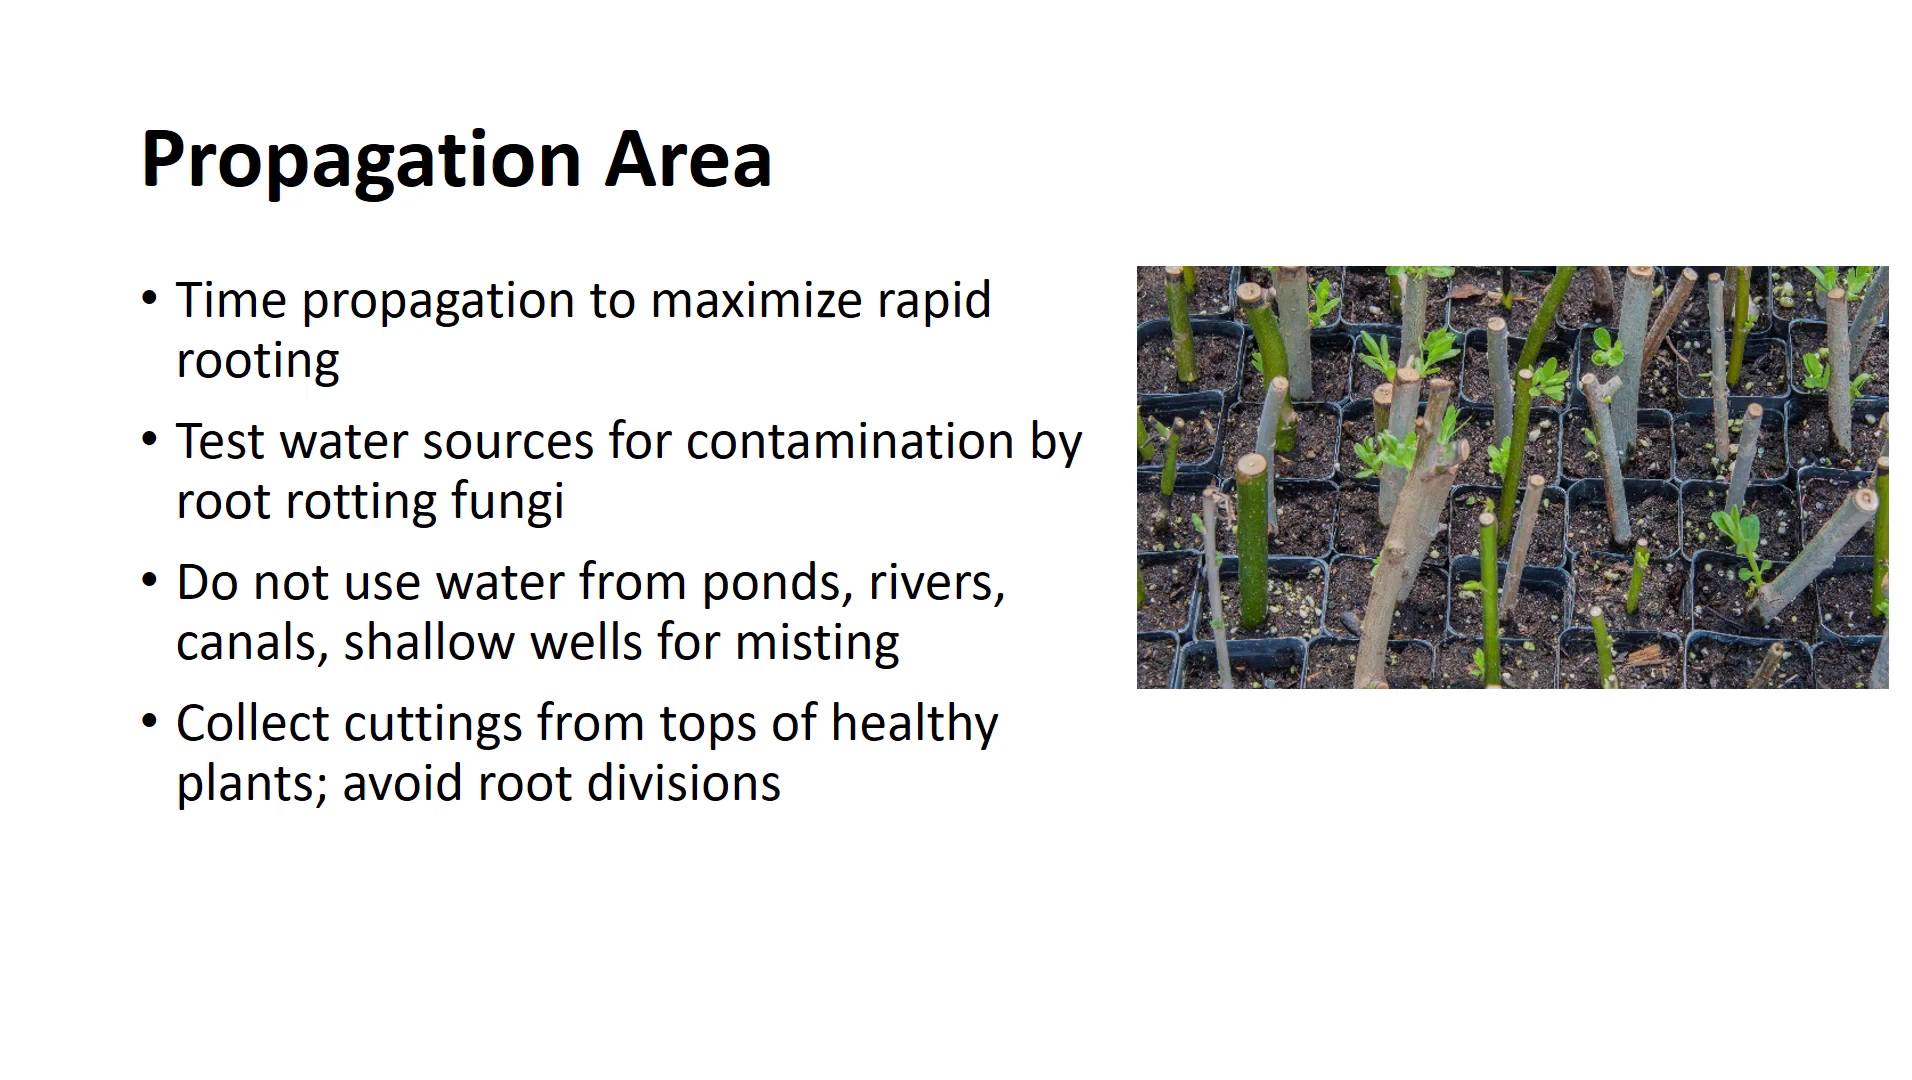 Propagation Area
• Time propagation to maximize rapid
rooting
• Test water sources for contamination by
root rotting fungi
• Do not use water from ponds, rivers,
canals, shallow wells for misting
• Collect cuttings from tops of healthy
plants; avoid root divisions